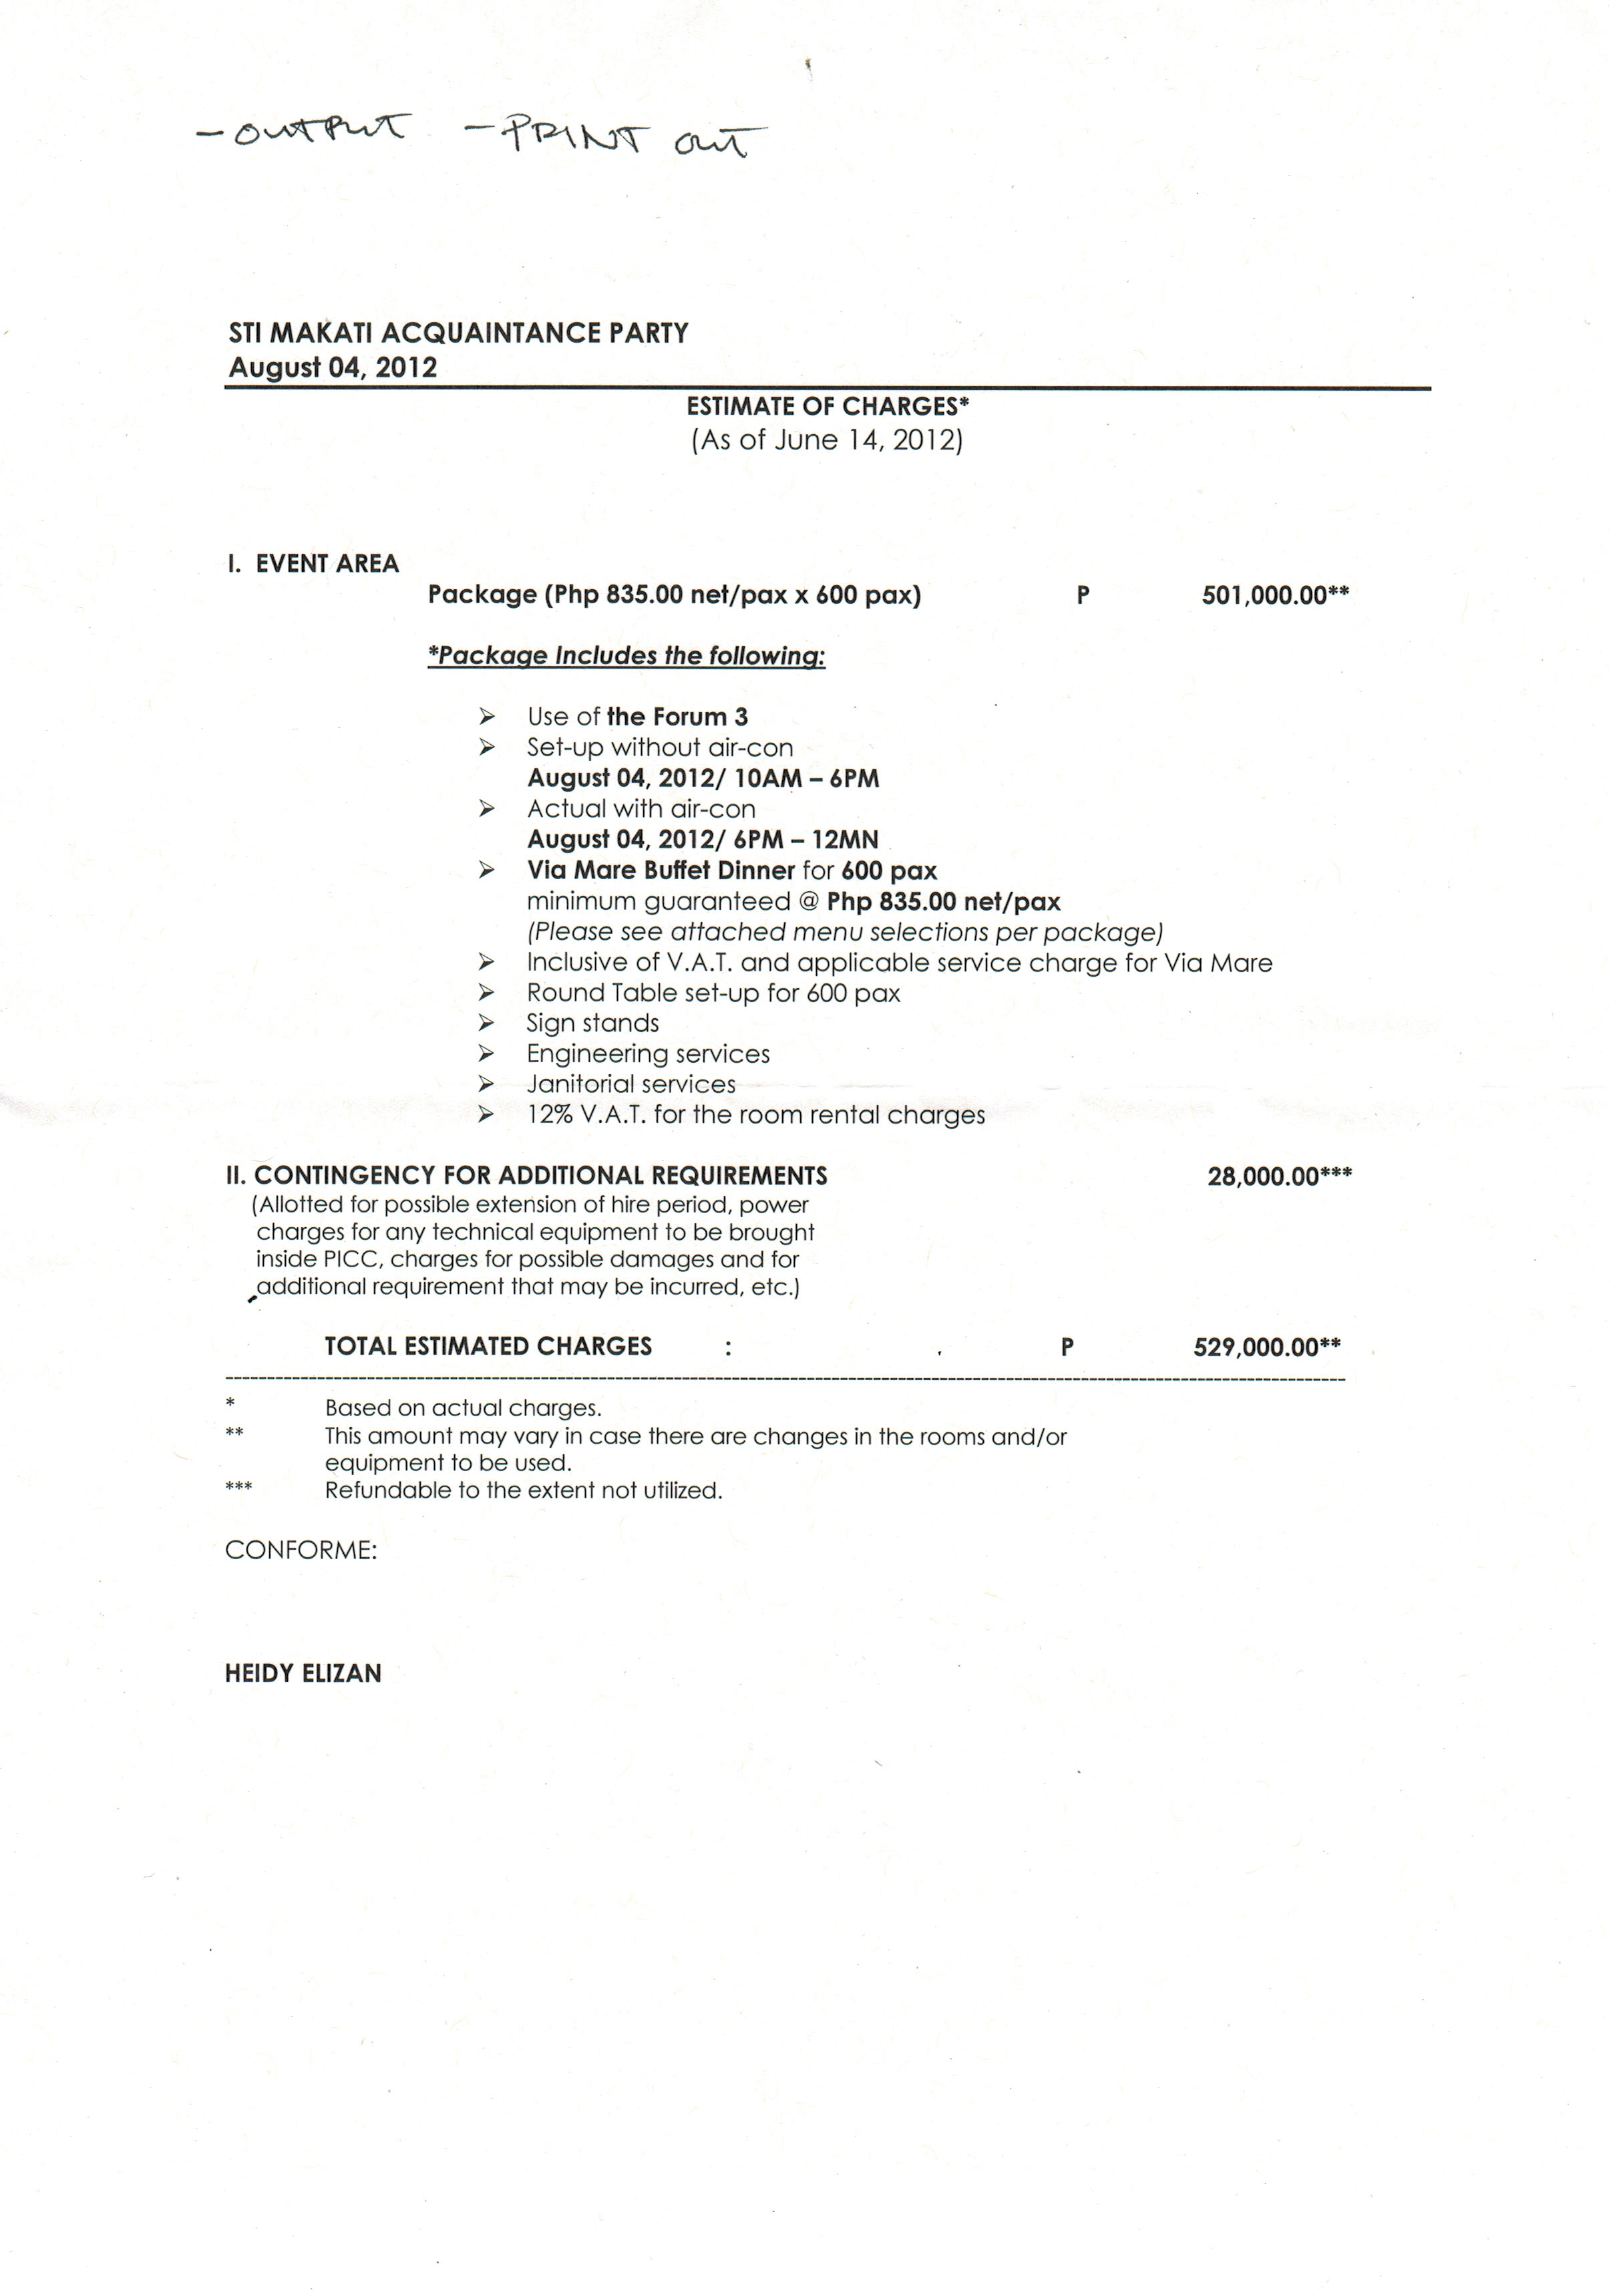 - OUTPUT - PRINT OUT
STI MAKATI ACQUAINTANCE PARTY
August 04, 2012
ESTIMATE OF CHARGES*
(As of June 14, 2012)
I. EVENT AREA
Package (Php 835.00 net/pax x 600 pax) P 501,000.00**
*Package Includes the following:
➢ Use of the Forum 3
➢ Set-up without air-con
August 04, 2012/ 10AM – 6PM
➢ Actual with air-con
August 04, 2012/ 6PM – 12MN
➢ Via Mare Buffet Dinner for 600 pax
minimum guaranteed @ Php 835.00 net/pax
(Please see attached menu selections per package)
➢ Inclusive of V.A.T. and applicable service charge for Via Mare
➢ Round Table set-up for 600 pax
➢ Sign stands
➢ Engineering services
➢ Janitorial services
➢ 12% V.A.T. for the room rental charges
II. CONTINGENCY FOR ADDITIONAL REQUIREMENTS 28,000.00***
(Allotted for possible extension of hire period, power
charges for any technical equipment to be brought
inside PICC, charges for possible damages and for
additional requirement that may be incurred, etc.)
TOTAL ESTIMATED CHARGES : P 529,000.00**
* Based on actual charges.
** This amount may vary in case there are changes in the rooms and/or
equipment to be used.
*** Refundable to the extent not utilized.
CONFORME:
HEIDY ELIZAN